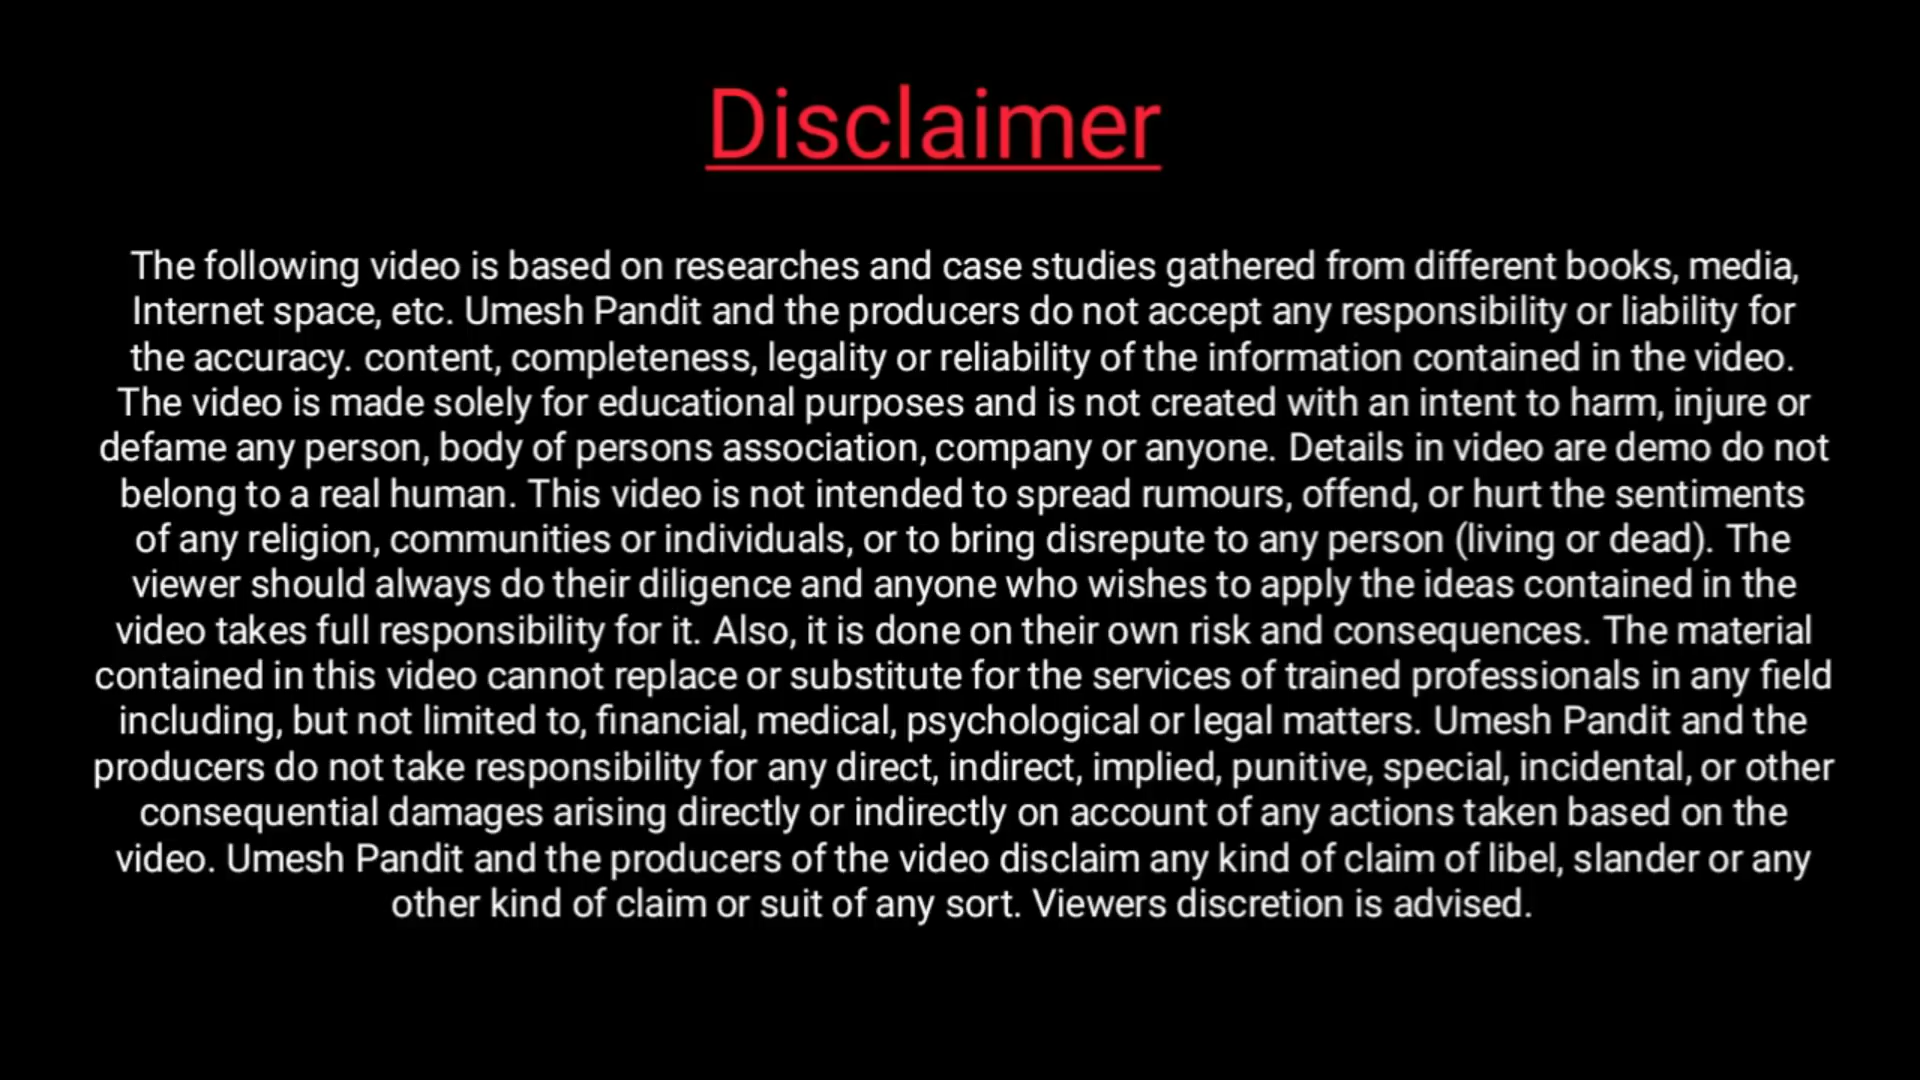 Disclaimer
The following video is based on researches and case studies gathered from different books, media,
Internet space, etc. Umesh Pandit and the producers do not accept any responsibility or liability for
the accuracy. content, completeness, legality or reliability of the information contained in the video.
The video is made solely for educational purposes and is not created with an intent to harm, injure or
defame any person, body of persons association, company or anyone. Details in video are demo do not
belong to a real human. This video is not intended to spread rumours, offend, or hurt the sentiments
of any religion, communities or individuals, or to bring disrepute to any person (living or dead). The
viewer should always do their diligence and anyone who wishes to apply the ideas contained in the
video takes full responsibility for it. Also, it is done on their own risk and consequences. The material
contained in this video cannot replace or substitute for the services of trained professionals in any field
including, but not limited to, financial, medical, psychological or legal matters. Umesh Pandit and the
producers do not take responsibility for any direct, indirect, implied, punitive, special, incidental, or other
consequential damages arising directly or indirectly on account of any actions taken based on the
video. Umesh Pandit and the producers of the video disclaim any kind of claim of libel, slander or any
other kind of claim or suit of any sort. Viewers discretion is advised.